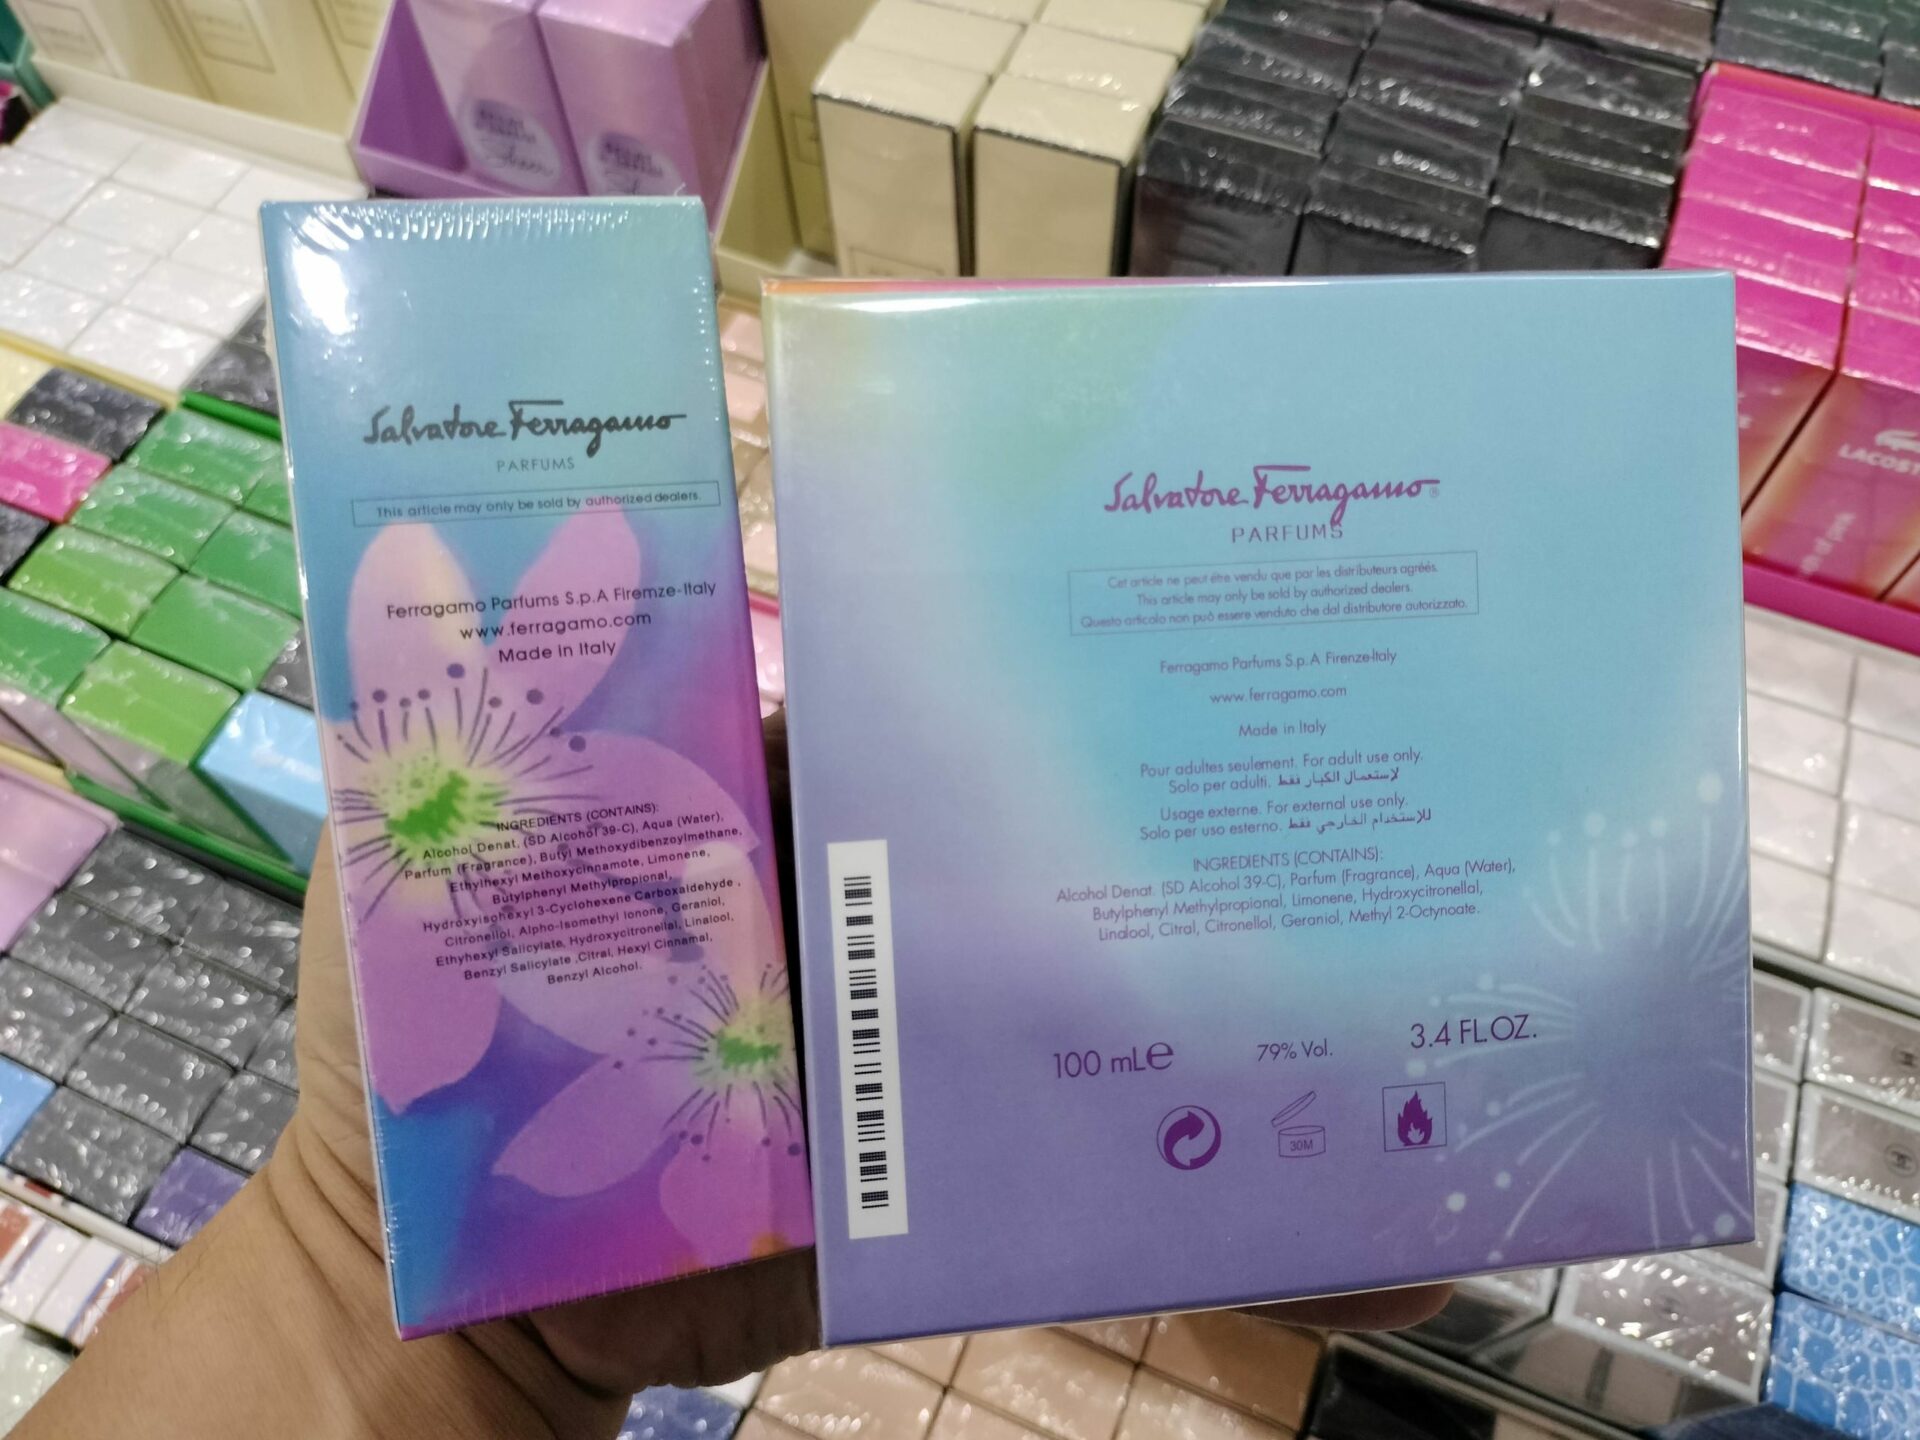 Salvatore Ferragamo
PARFUMS
This article may only be sold by authorized dealers.
Ferragamo Parfums S.p.A Firemze-Italy
www.ferragamo.com
Made in Italy
INGREDIENTS (CONTAINS):
Alcohol Denat, (SD Alcohol 39-C), Aqua (Water),
Parfum (Fragrance), Butyl Methoxydibenzoylmethane,
Ethylhexyl Methoxycinnamote, Limonene,
Butylphenyl Methylpropional,
Hydroxyisohexyl 3-Cyclohexene Carboxaldehyde ,
Citronellol, Alpho-Isomethyl Ionone, Geraniol,
Ethyhexyl Salicylate, Hydroxycitronellal, Linalool,
Benzyl Salicylate ,Citral, Hexyl Cinnamal,
Benzyl Alcohol.
Salvatore Ferragamo®
PARFUMS
Cet article ne peut être vendu que par les distributeurs agréés.
This article may only be sold by authorized dealers.
Questo articolo non può essere venduto che dal distributore autorizzato.
Ferragamo Parfums S.p.A Firenze-Italy
www.ferragamo.com
Made in Italy
Pour adultes seulement. For adult use only.
Solo per adulti. لإستعمال الكبار فقط
Usage externe. For external use only.
Solo per uso esterno. للإستخدام الخارجي فقط
INGREDIENTS (CONTAINS):
Alcohol Denat. (SD Alcohol 39-C), Parfum (Fragrance), Aqua (Water),
Butylphenyl Methylpropional, Limonene, Hydroxycitronellal,
Linalool, Citral, Citronellol, Geraniol, Methyl 2-Octynoate.
100 mL℮ 79% Vol. 3.4 FL.OZ.
30M
Sheer
LACOST
of pink